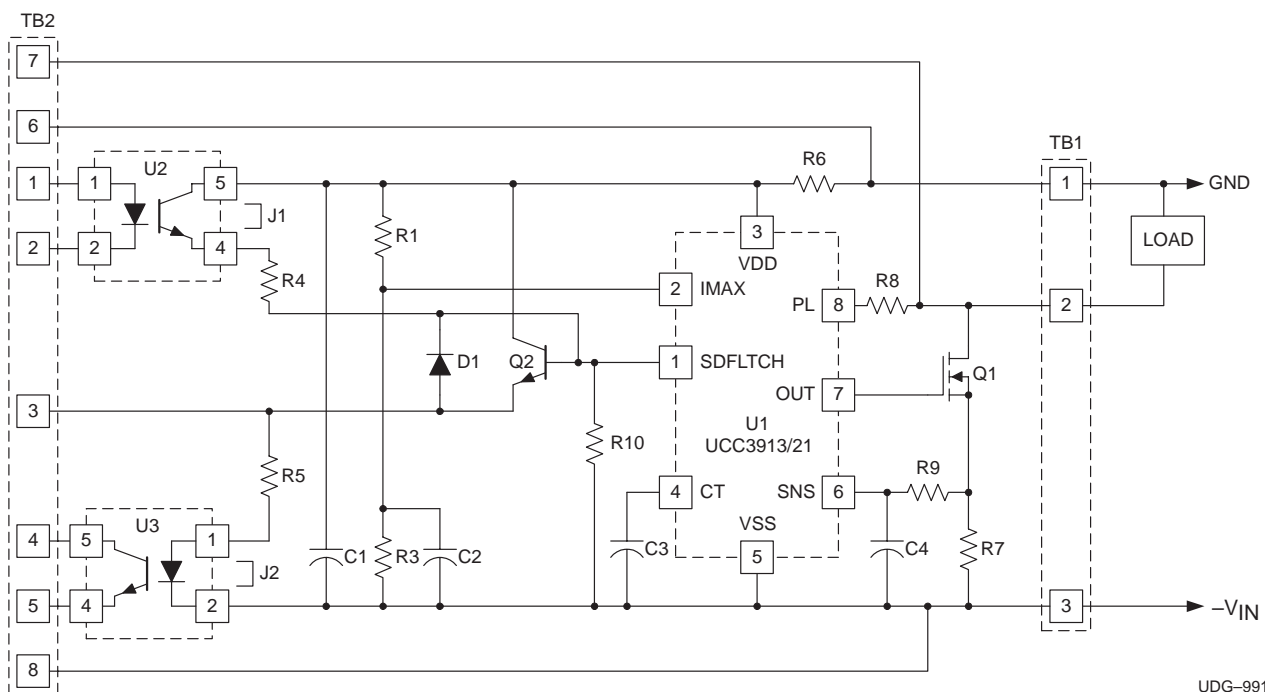 TB2
7
6
TB1
1
1
U2
5
R6
1
GND
J1
3
LOAD
2
2
4
R1
VDD
R4
2
IMAX
PL
8
R8
2
D1
Q2
1
SDFLTCH
Q1
3
OUT
7
R10
U1
UCC3913/21
R5
R9
4
CT
SNS
6
U3
4
5
1
VSS
J2
C1
R3
C2
C3
5
C4
R7
5
4
2
3
–VIN
8
UDG–991